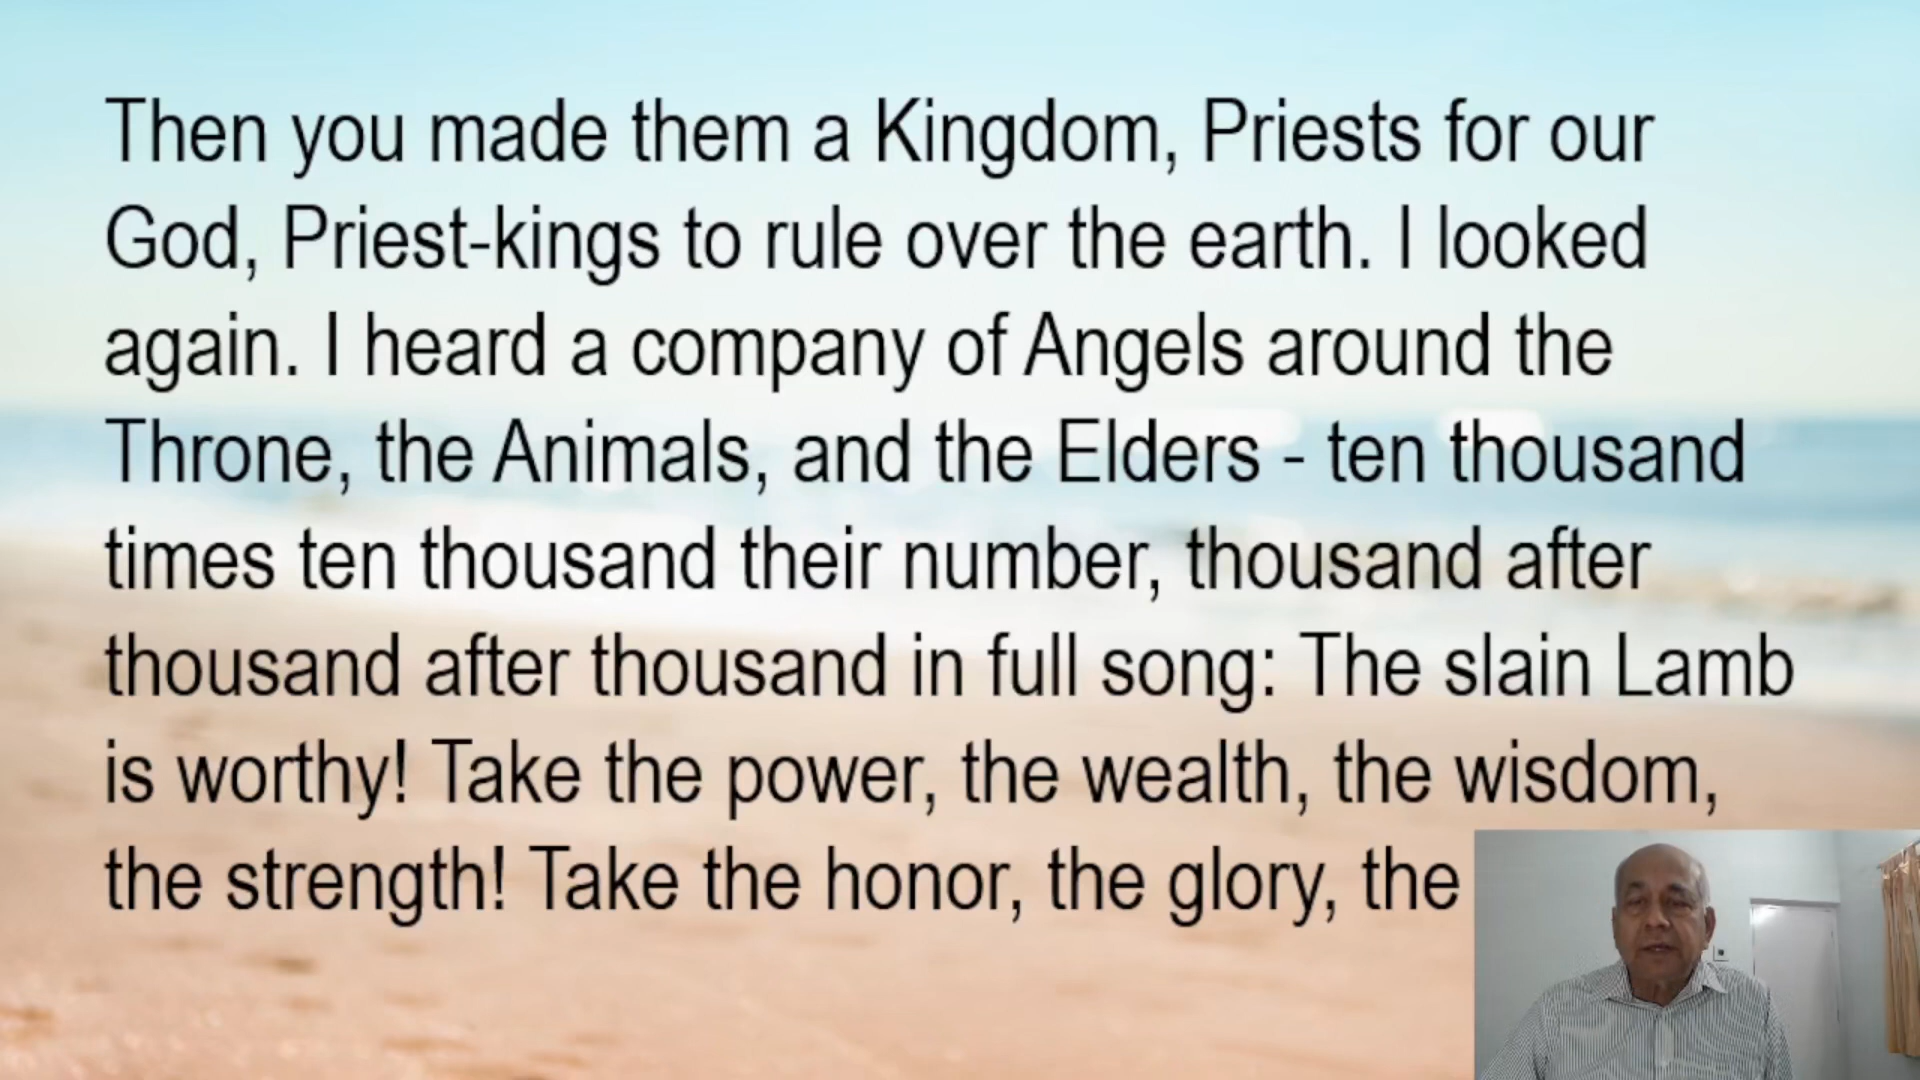 Then you made them a Kingdom, Priests for our
God, Priest-kings to rule over the earth. I looked
again. I heard a company of Angels around the
Throne, the Animals, and the Elders - ten thousand
times ten thousand their number, thousand after
thousand after thousand in full song: The slain Lamb
is worthy! Take the power, the wealth, the wisdom,
the strength! Take the honor, the glory, the